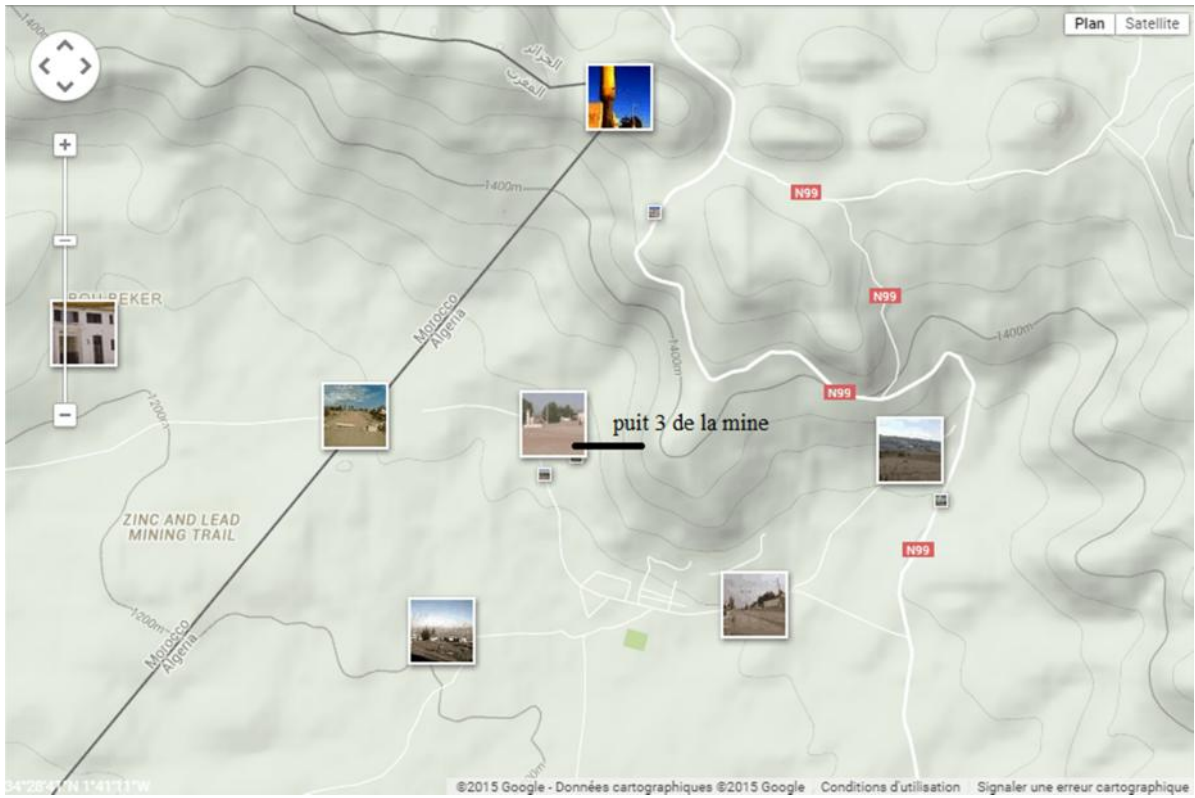 Plan Satellite
1400m
الجزائر
المغرب
1400m
N99
N99
BOU BEKER
Morocco
Algeria
1400m
1400m
N99
1200m
puit 3 de la mine
ZINC AND LEAD
MINING TRAIL
N99
1200m
Morocco
Algeria
34°28'41"N 1°41'11"W
©2015 Google - Données cartographiques ©2015 Google
Conditions d'utilisation
Signaler une erreur cartographique